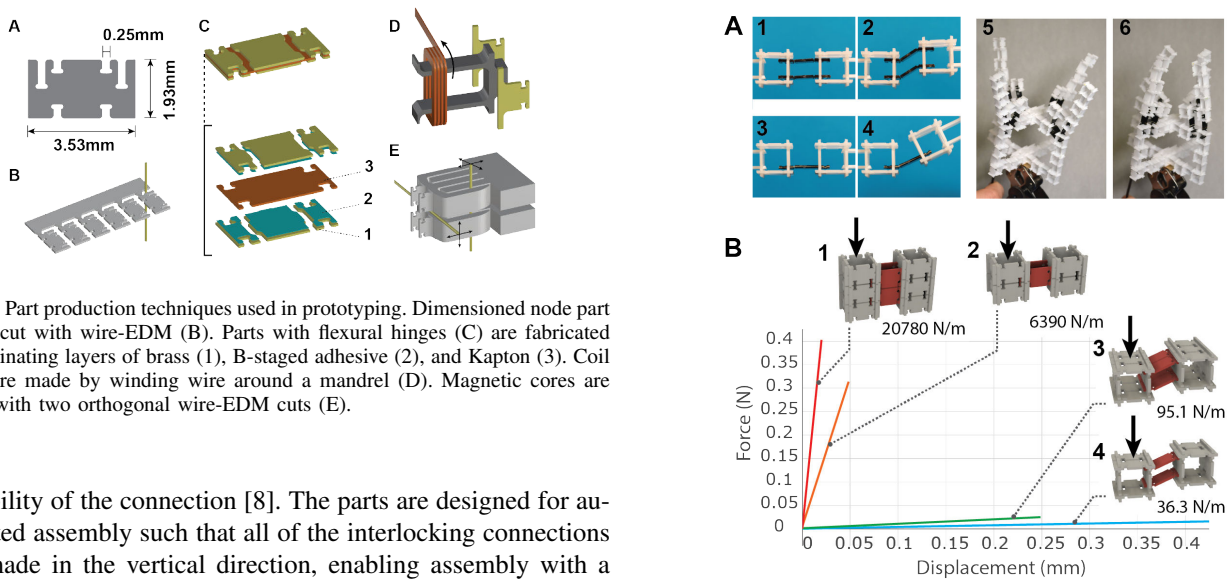 A
0.25mm
1.93mm
3.53mm
B
C
3
2
1
D
E
Part production techniques used in prototyping. Dimensioned node part
cut with wire-EDM (B). Parts with flexural hinges (C) are fabricated
inating layers of brass (1), B-staged adhesive (2), and Kapton (3). Coil
re made by winding wire around a mandrel (D). Magnetic cores are
with two orthogonal wire-EDM cuts (E).
ility of the connection [8]. The parts are designed for au-
ted assembly such that all of the interlocking connections
nade in the vertical direction, enabling assembly with a
A
1
2
3
4
5
6
B
1
20780 N/m
2
6390 N/m
3
95.1 N/m
4
36.3 N/m
Force (N)
0.4
0.3
0.25
0.2
0.15
0.1
0.05
0
0 0.05 0.1 0.15 0.2 0.25 0.3 0.35 0.4
Displacement (mm)